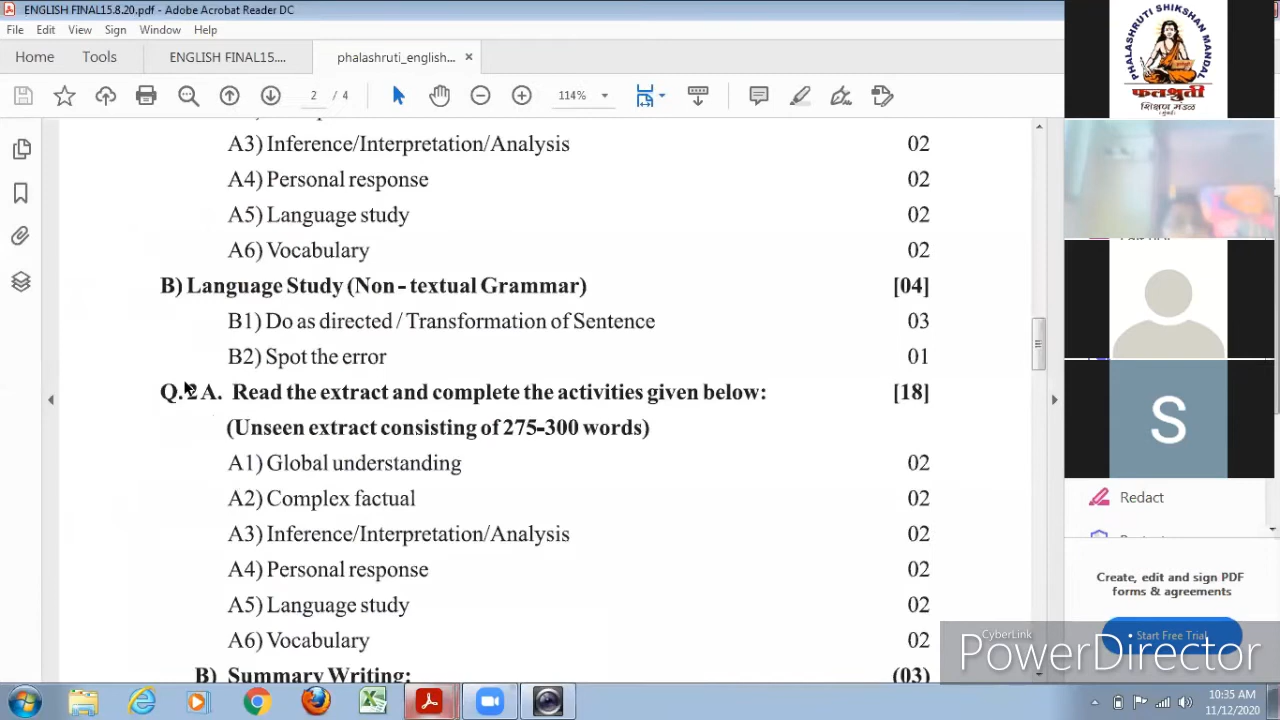 ENGLISH FINAL15.8.20.pdf - Adobe Acrobat Reader DC
File Edit View Sign Window Help
Home Tools ENGLISH FINAL15.... phalashruti_english... ×
2 / 4 114%
A3) Inference/Interpretation/Analysis 02
A4) Personal response 02
A5) Language study 02
A6) Vocabulary 02
B) Language Study (Non - textual Grammar) [04]
B1) Do as directed / Transformation of Sentence 03
B2) Spot the error 01
Q.2 A. Read the extract and complete the activities given below: [18]
(Unseen extract consisting of 275-300 words)
A1) Global understanding 02
A2) Complex factual 02
A3) Inference/Interpretation/Analysis 02
A4) Personal response 02
A5) Language study 02
A6) Vocabulary 02
B) Summary Writing: (03)
PHALASHRUTI SHIKSHAN MANDAL
फलश्रुती
शिक्षण मंडळ
S
Redact
Create, edit and sign PDF
forms & agreements
Start Free Trial
CyberLink
PowerDirector
10:35 AM
11/12/2020